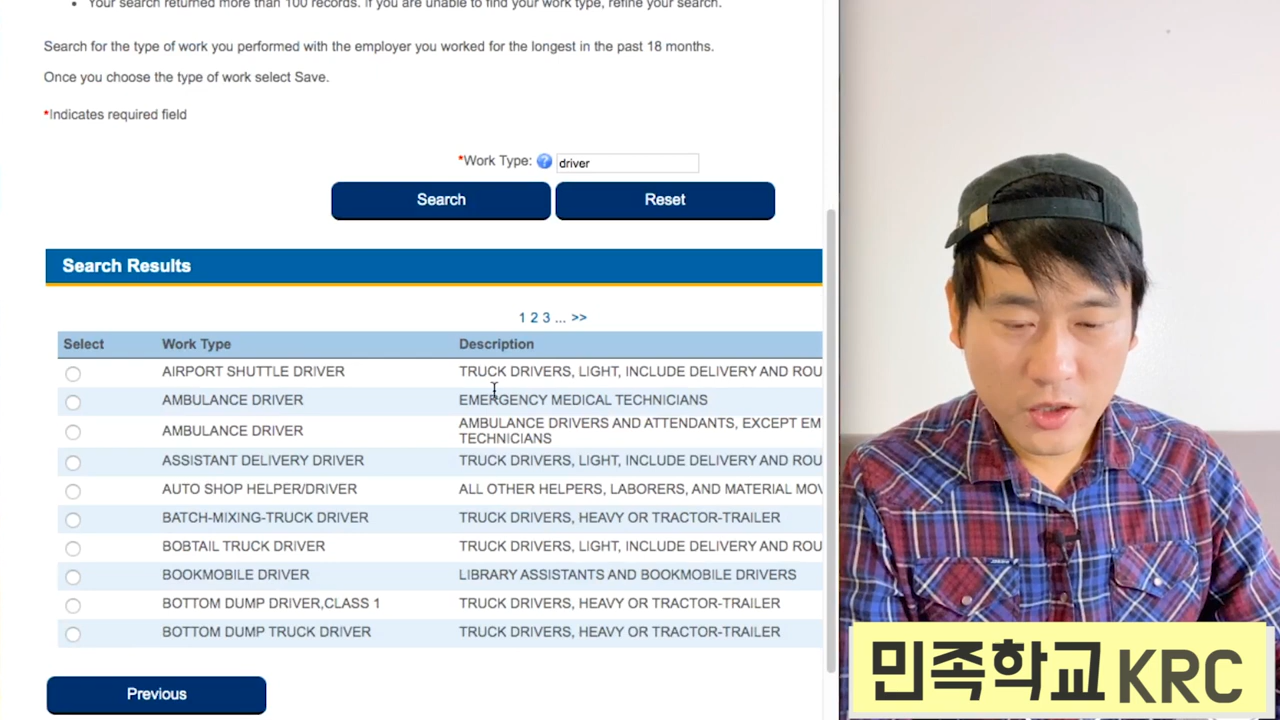 Your search returned more than 100 records. If you are unable to find your work type, refine your search.
Search for the type of work you performed with the employer you worked for the longest in the past 18 months.
Once you choose the type of work select Save.
*Indicates required field
*Work Type: ? driver
Search Reset
Search Results
1 2 3 ... >>
Select Work Type Description
AIRPORT SHUTTLE DRIVER TRUCK DRIVERS, LIGHT, INCLUDE DELIVERY AND ROU
AMBULANCE DRIVER EMERGENCY MEDICAL TECHNICIANS
AMBULANCE DRIVER AMBULANCE DRIVERS AND ATTENDANTS, EXCEPT EM
TECHNICIANS
ASSISTANT DELIVERY DRIVER TRUCK DRIVERS, LIGHT, INCLUDE DELIVERY AND ROU
AUTO SHOP HELPER/DRIVER ALL OTHER HELPERS, LABORERS, AND MATERIAL MOV
BATCH-MIXING-TRUCK DRIVER TRUCK DRIVERS, HEAVY OR TRACTOR-TRAILER
BOBTAIL TRUCK DRIVER TRUCK DRIVERS, LIGHT, INCLUDE DELIVERY AND ROU
BOOKMOBILE DRIVER LIBRARY ASSISTANTS AND BOOKMOBILE DRIVERS
BOTTOM DUMP DRIVER,CLASS 1 TRUCK DRIVERS, HEAVY OR TRACTOR-TRAILER
BOTTOM DUMP TRUCK DRIVER TRUCK DRIVERS, HEAVY OR TRACTOR-TRAILER
Previous
민족학교 KRC